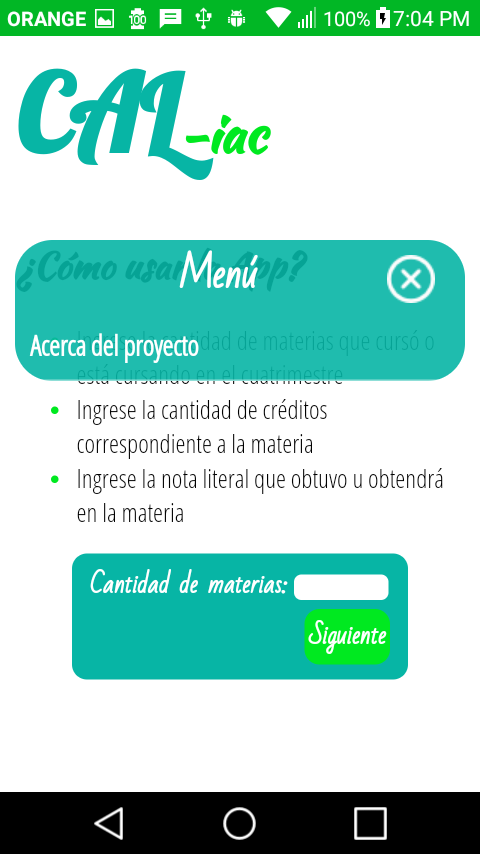 ORANGE 100% 7:04 PM
CAL-iac
¿Cómo usar la App?
Menú
Acerca del proyecto
Ingrese la cantidad de materias que cursó o
está cursando en el cuatrimestre
Ingrese la cantidad de créditos
correspondiente a la materia
Ingrese la nota literal que obtuvo u obtendrá
en la materia
Cantidad de materias:
Siguiente